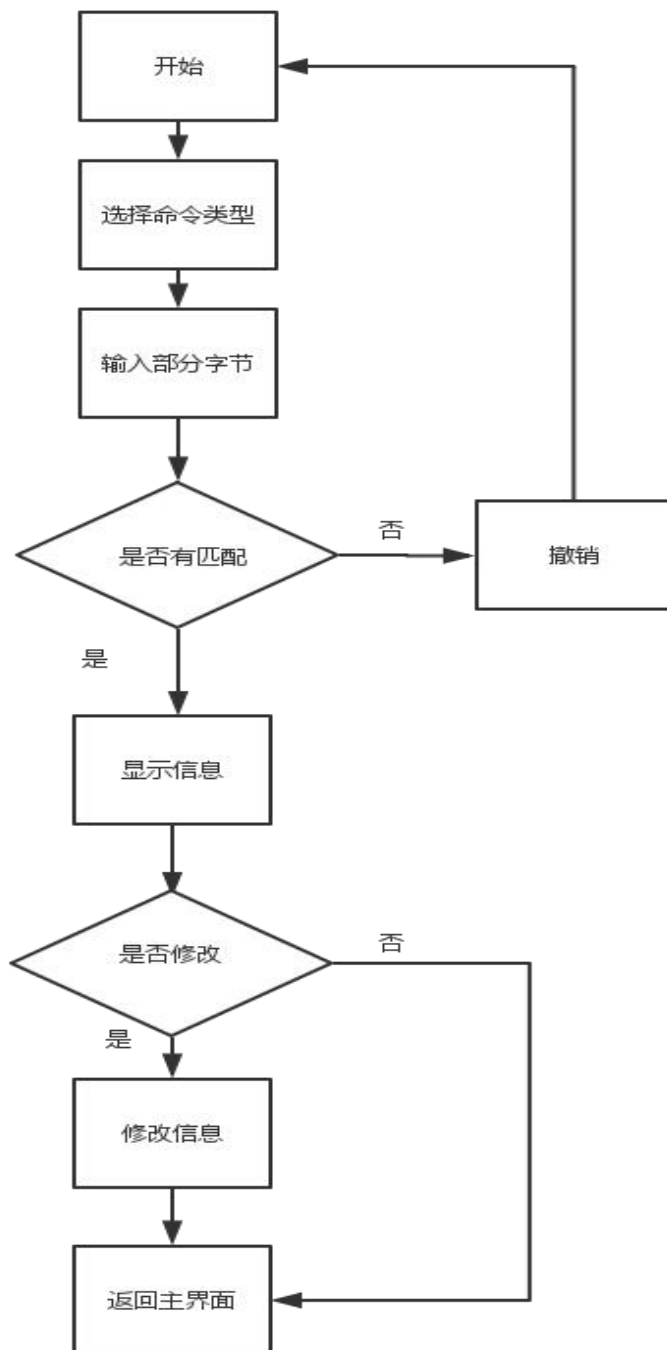 开始
选择命令类型
输入部分字节
是否有匹配
否
撤销
是
显示信息
是否修改
否
是
修改信息
返回主界面